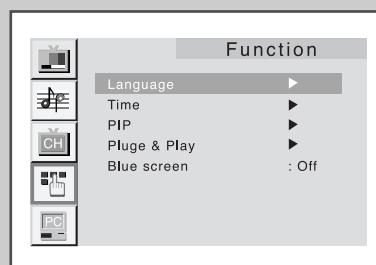 Function
Language ▶
Time ▶
PIP ▶
Pluge & Play ▶
Blue screen : Off
CH
PC